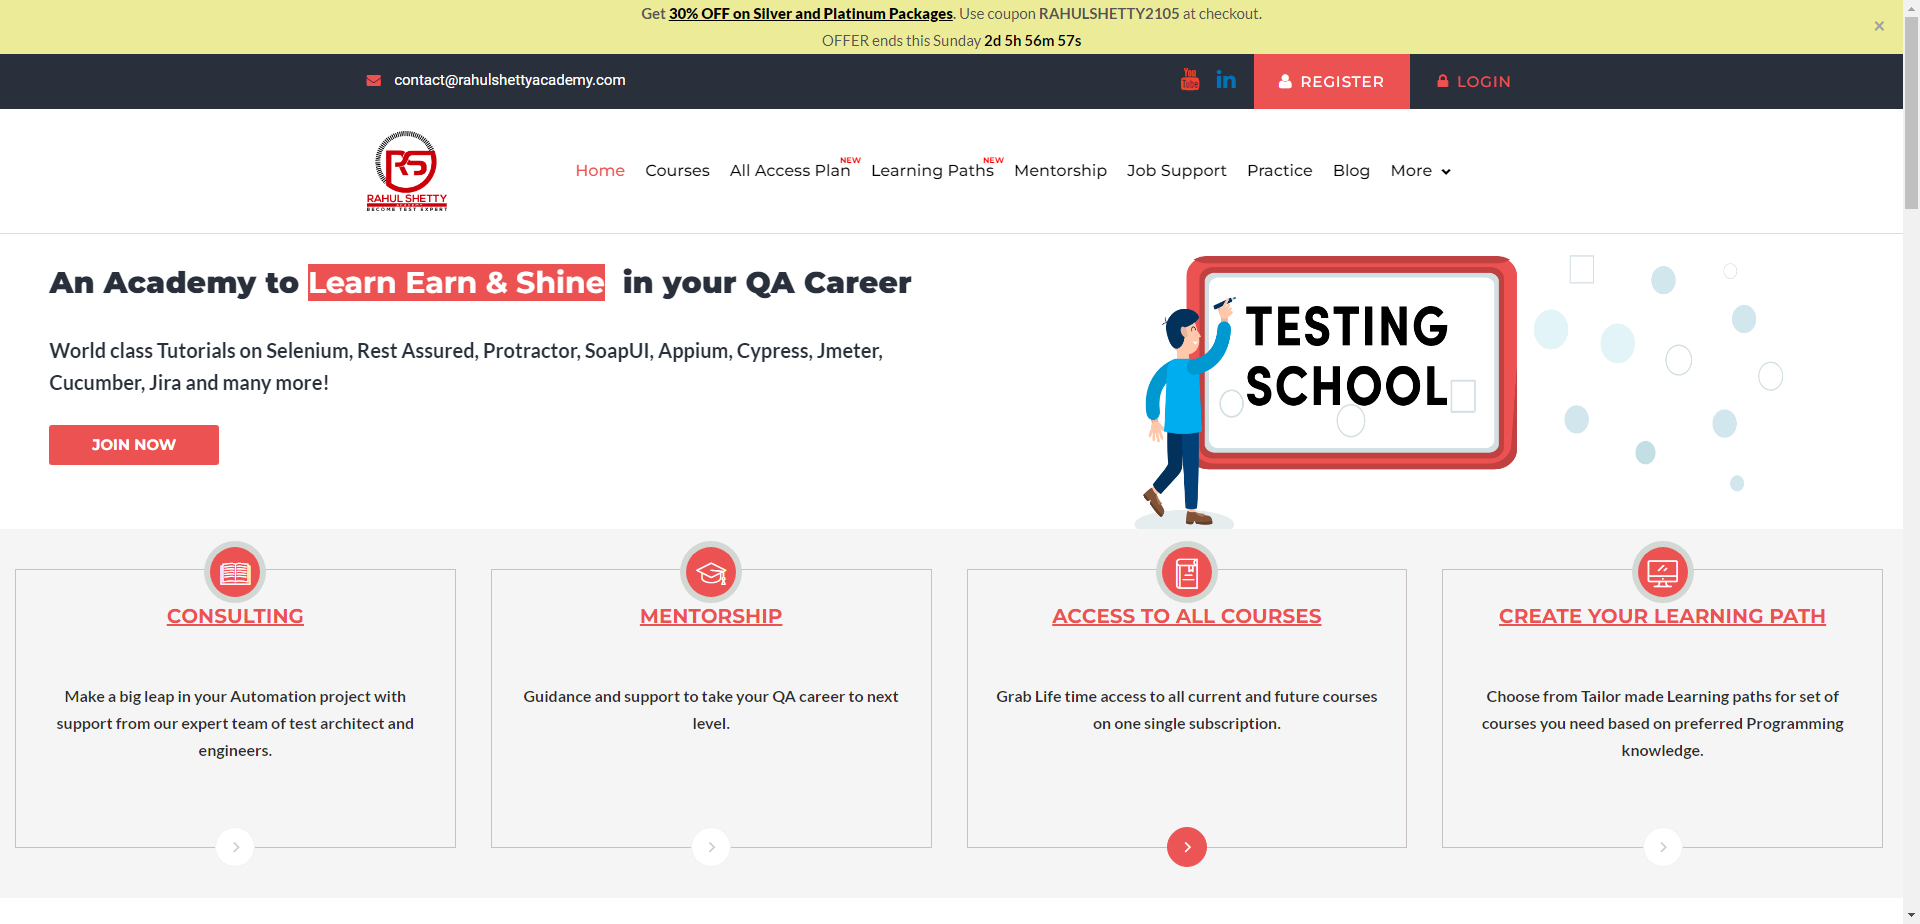 Get 30% OFF on Silver and Platinum Packages. Use coupon RAHULSHETTY2105 at checkout.
OFFER ends this Sunday 2d 5h 56m 57s
×
contact@rahulshettyacademy.com
You
Tube
in
REGISTER
LOGIN
RS
RAHUL SHETTY
ACADEMY
BECOME TEST EXPERT
Home
Courses
All Access Plan
NEW
Learning Paths
NEW
Mentorship
Job Support
Practice
Blog
More
An Academy to Learn Earn & Shine in your QA Career
World class Tutorials on Selenium, Rest Assured, Protractor, SoapUI, Appium, Cypress, Jmeter,
Cucumber, Jira and many more!
JOIN NOW
TESTING
SCHOOL
CONSULTING
Make a big leap in your Automation project with
support from our expert team of test architect and
engineers.
MENTORSHIP
Guidance and support to take your QA career to next
level.
ACCESS TO ALL COURSES
Grab Life time access to all current and future courses
on one single subscription.
CREATE YOUR LEARNING PATH
Choose from Tailor made Learning paths for set of
courses you need based on preferred Programming
knowledge.